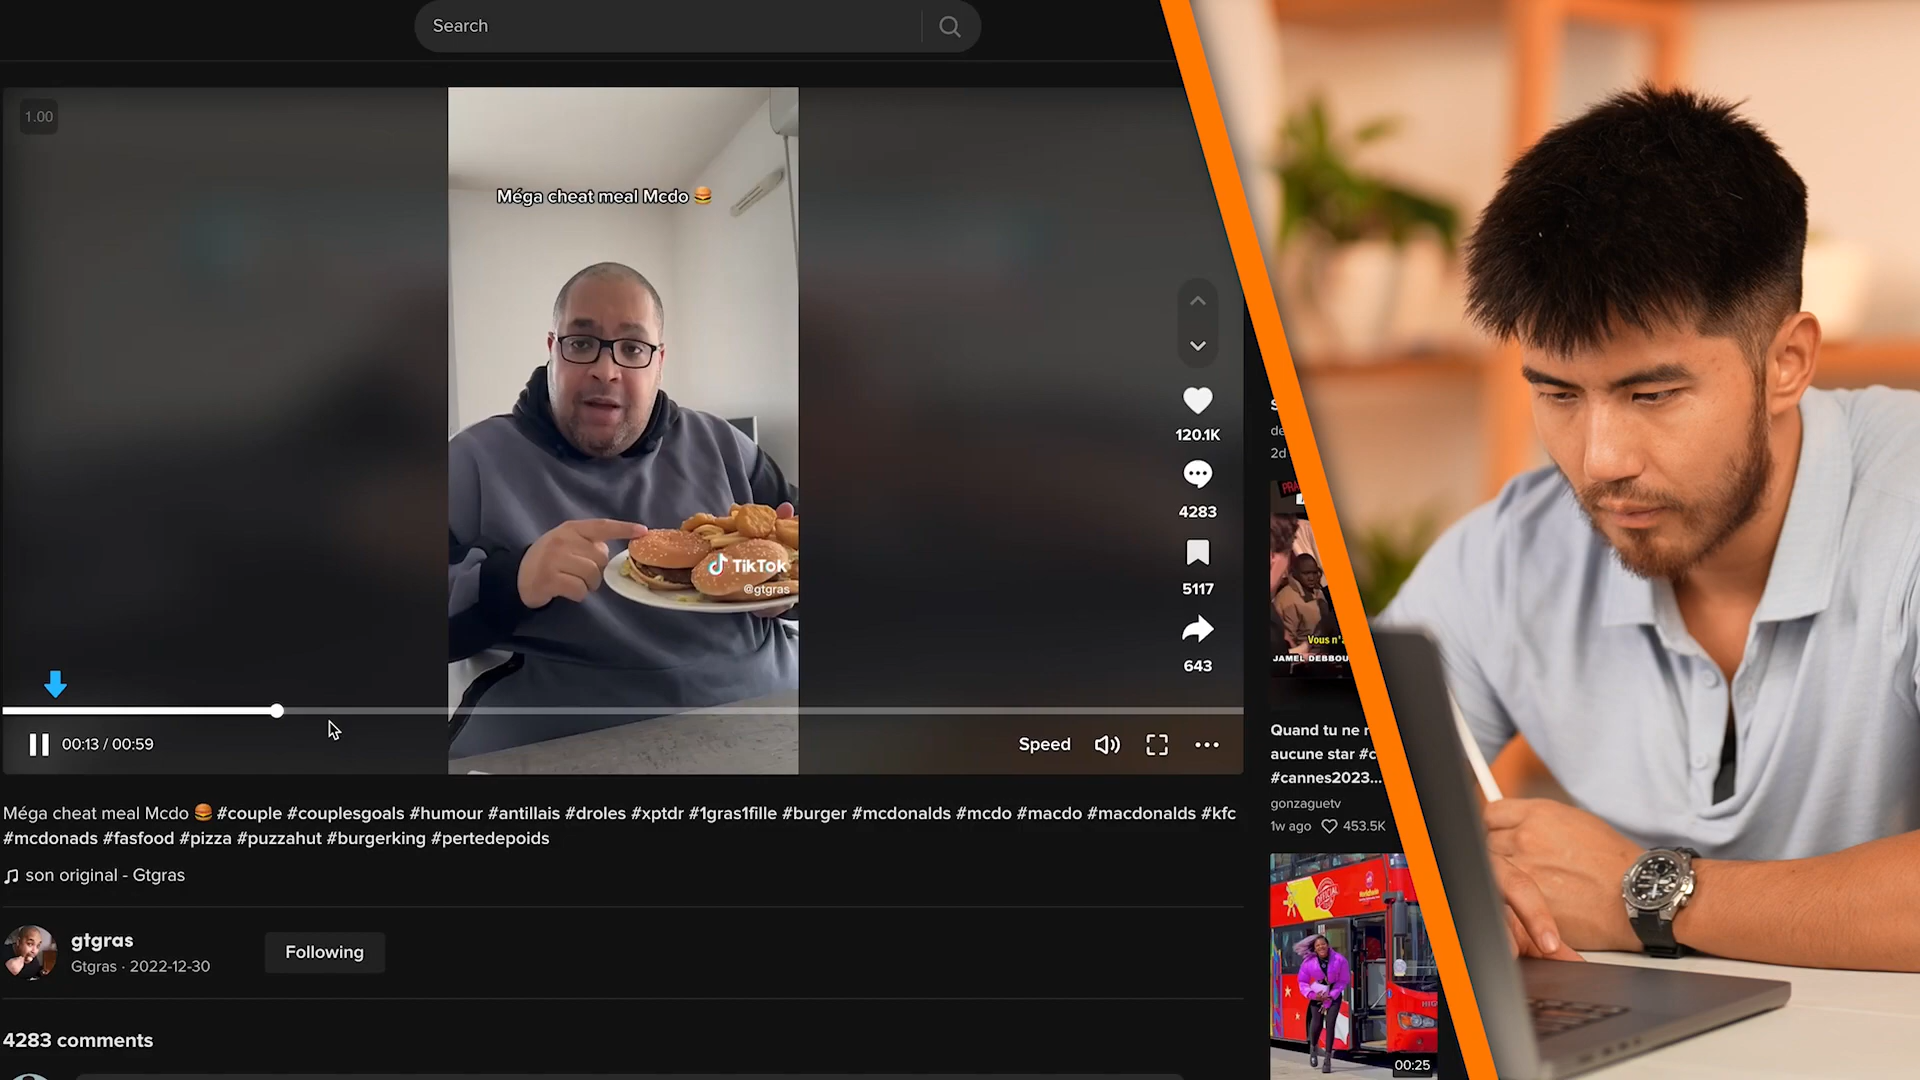 Search
1.00
Méga cheat meal Mcdo 🍔
TikTok
@gtgras
120.1K
4283
5117
643
00:13 / 00:59
Speed
Méga cheat meal Mcdo 🍔 #couple #couplesgoals #humour #antillais #droles #xptdr #1gras1fille #burger #mcdonalds #mcdo #macdo #macdonalds #kfc
#mcdonads #fasfood #pizza #puzzahut #burgerking #pertedepoids
son original - Gtgras
gtgras
Gtgras · 2022-12-30
Following
4283 comments
2d
Vous n'
JAMEL DEBBOU
Quand tu ne
aucune star #c
#cannes2023...
gonzaguetv
1w ago
453.5K
OFFICIAL
00:25